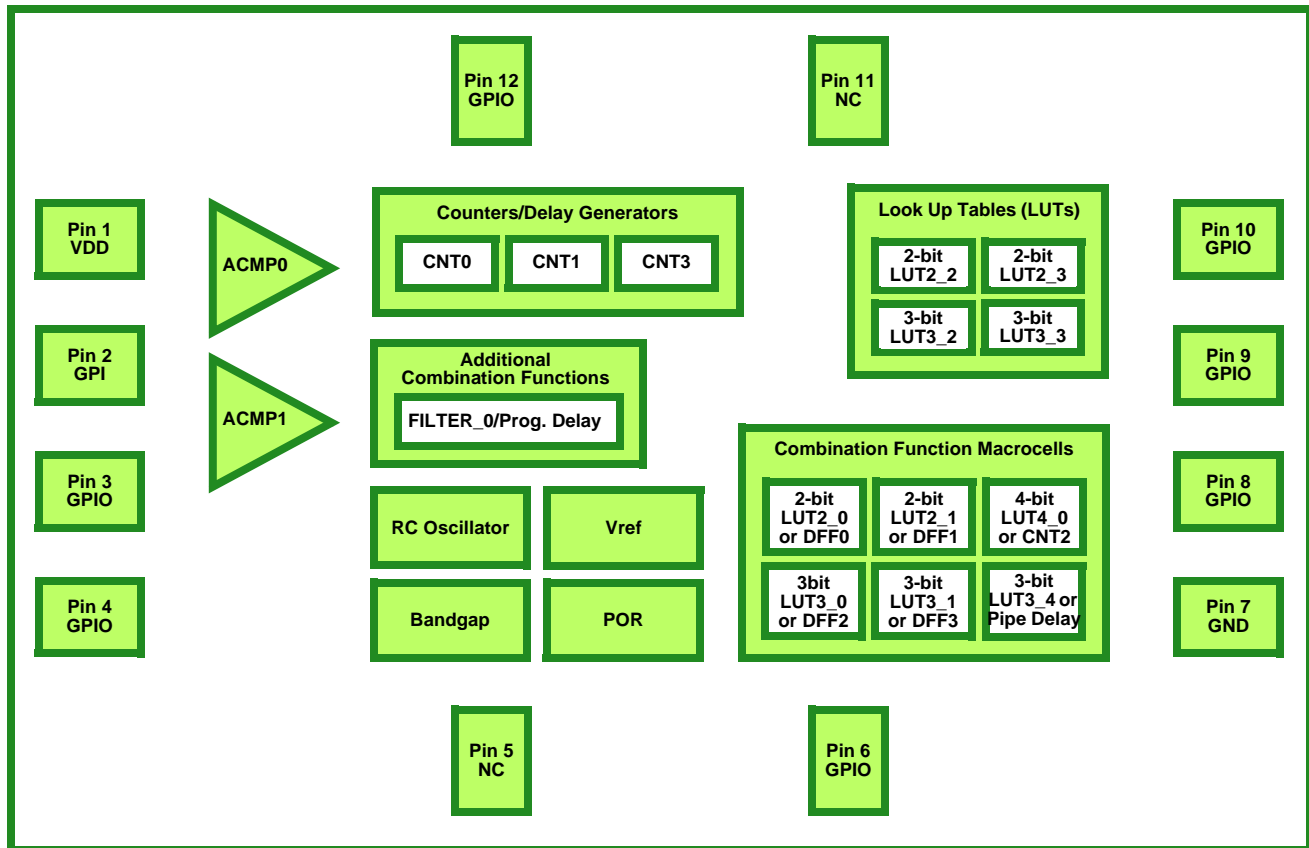 Pin 12
GPIO
Pin 11
NC
Pin 1
VDD
Pin 2
GPI
Pin 3
GPIO
Pin 4
GPIO
ACMP0
ACMP1
Counters/Delay Generators
CNT0
CNT1
CNT3
Additional
Combination Functions
FILTER_0/Prog. Delay
RC Oscillator
Vref
Bandgap
POR
Look Up Tables (LUTs)
2-bit
LUT2_2
2-bit
LUT2_3
3-bit
LUT3_2
3-bit
LUT3_3
Combination Function Macrocells
2-bit
LUT2_0
or DFF0
2-bit
LUT2_1
or DFF1
4-bit
LUT4_0
or CNT2
3bit
LUT3_0
or DFF2
3-bit
LUT3_1
or DFF3
3-bit
LUT3_4 or
Pipe Delay
Pin 10
GPIO
Pin 9
GPIO
Pin 8
GPIO
Pin 7
GND
Pin 5
NC
Pin 6
GPIO